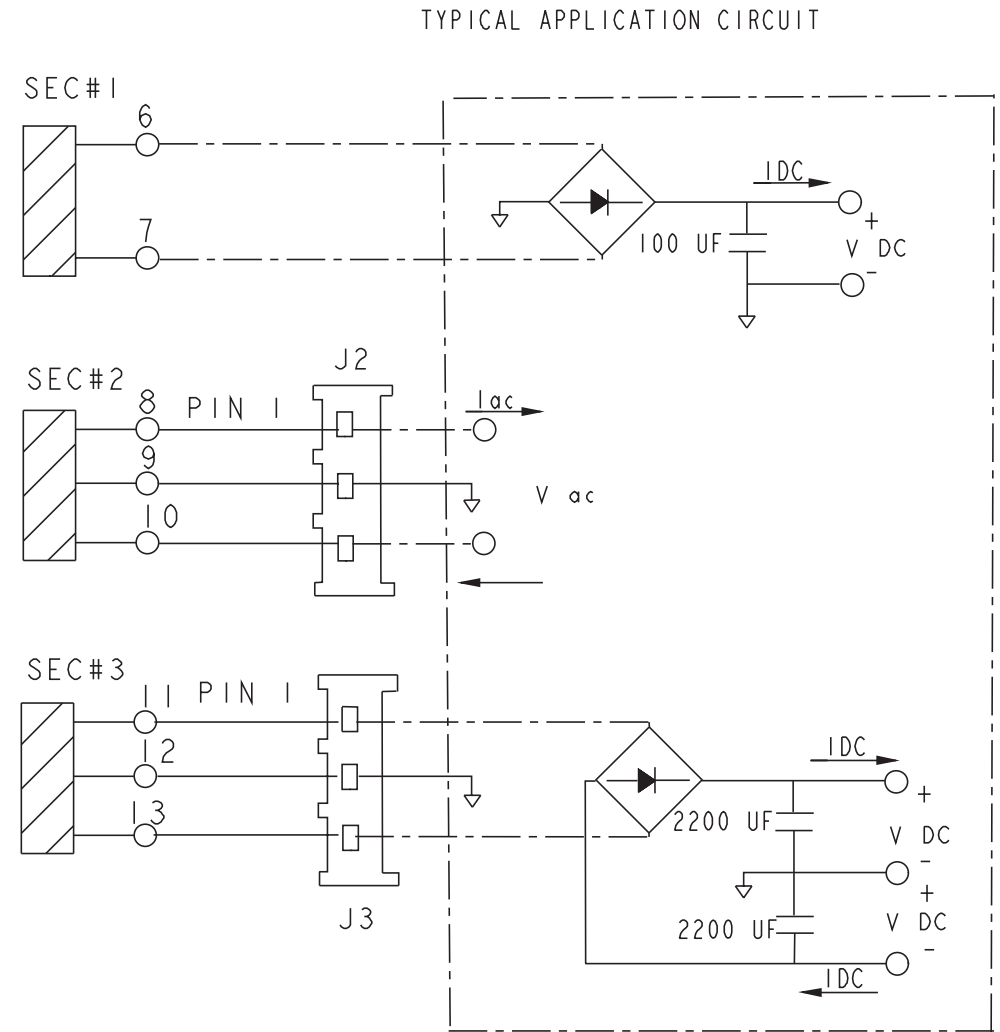 TYPICAL APPLICATION CIRCUIT
SEC#1
6
7
IDC
100 UF
+
V DC
-
SEC#2
J2
8 PIN 1
9
10
Iac
V ac
SEC#3
11 PIN 1
12
13
J3
IDC
2200 UF
+
V DC
-
+
2200 UF
V DC
-
IDC